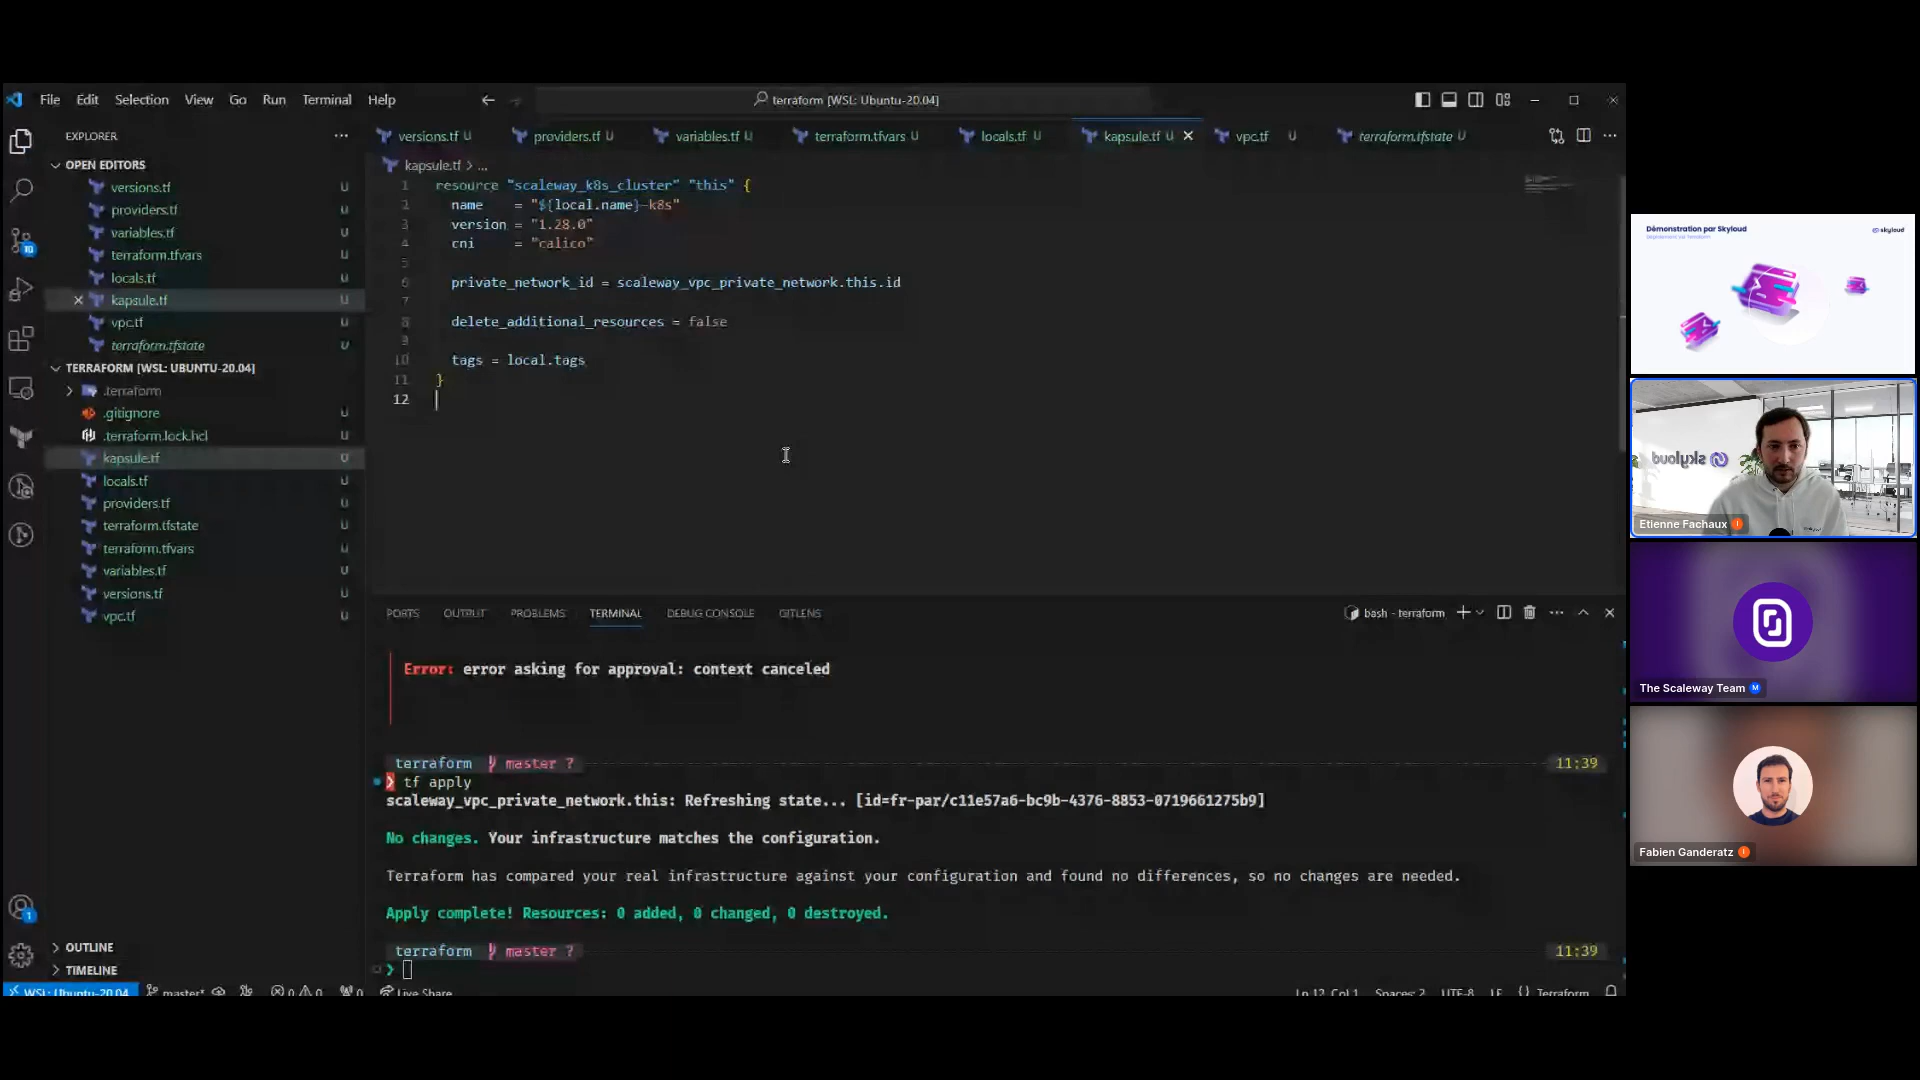 File Edit Selection View Go Run Terminal Help
terraform [WSL: Ubuntu-20.04]
EXPLORER
OPEN EDITORS
versions.tf U
providers.tf U
variables.tf U
terraform.tfvars U
locals.tf U
kapsule.tf U
vpc.tf U
terraform.tfstate U
TERRAFORM [WSL: UBUNTU-20.04]
.terraform
.gitignore U
.terraform.lock.hcl U
kapsule.tf U
locals.tf U
providers.tf U
terraform.tfstate U
terraform.tfvars U
variables.tf U
versions.tf U
vpc.tf U
OUTLINE
TIMELINE
versions.tf U providers.tf U variables.tf U terraform.tfvars U locals.tf U kapsule.tf U vpc.tf U terraform.tfstate U
kapsule.tf > ...
1 resource "scaleway_k8s_cluster" "this" {
2 name = "${local.name}-k8s"
3 version = "1.28.0"
4 cni = "calico"
5
6 private_network_id = scaleway_vpc_private_network.this.id
7
8 delete_additional_resources = false
9
10 tags = local.tags
11 }
12
PORTS OUTPUT PROBLEMS TERMINAL DEBUG CONSOLE GITLENS
bash - terraform
Error: error asking for approval: context canceled
terraform master ? 11:39
tf apply
scaleway_vpc_private_network.this: Refreshing state... [id=fr-par/c11e57a6-bc9b-4376-8853-0719661275b9]
No changes. Your infrastructure matches the configuration.
Terraform has compared your real infrastructure against your configuration and found no differences, so no changes are needed.
Apply complete! Resources: 0 added, 0 changed, 0 destroyed.
terraform master ? 11:39
WSL: Ubuntu-20.04 master* 0 0 0 Live Share Ln 12, Col 1 Spaces: 2 UTF-8 LF {} Terraform
Démonstration par Skyloud
skyloud
skyloud
Etienne Fachaux
The Scaleway Team M
Fabien Ganderatz